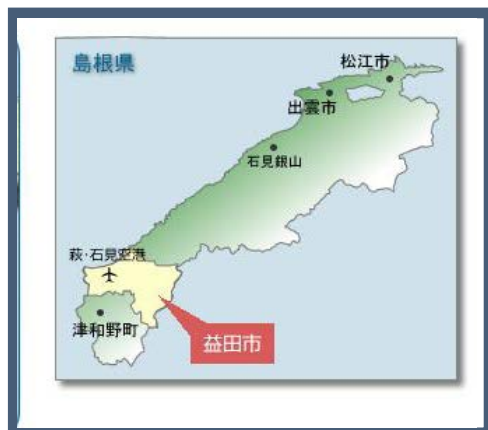 島根県
松江市
出雲市
石見銀山
萩・石見空港
津和野町
益田市